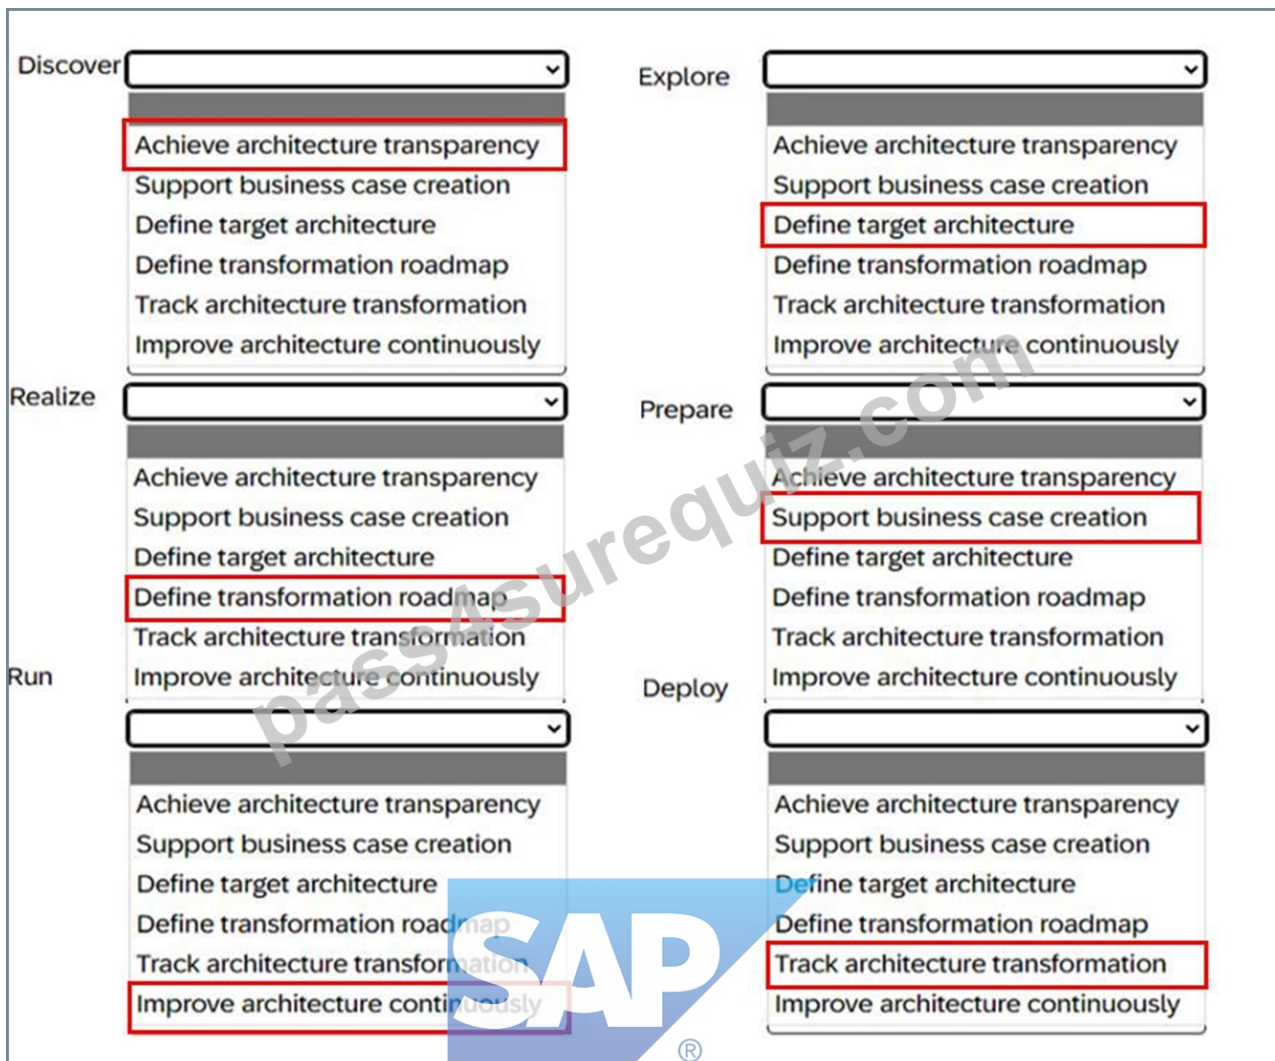 Discover
Achieve architecture transparency
Support business case creation
Define target architecture
Define transformation roadmap
Track architecture transformation
Improve architecture continuously
Explore
Achieve architecture transparency
Support business case creation
Define target architecture
Define transformation roadmap
Track architecture transformation
Improve architecture continuously
Realize
Achieve architecture transparency
Support business case creation
Define target architecture
Define transformation roadmap
Track architecture transformation
Improve architecture continuously
Prepare
Achieve architecture transparency
Support business case creation
Define target architecture
Define transformation roadmap
Track architecture transformation
Improve architecture continuously
Run
Achieve architecture transparency
Support business case creation
Define target architecture
Define transformation roadmap
Track architecture transformation
Improve architecture continuously
Deploy
Achieve architecture transparency
Support business case creation
Define target architecture
Define transformation roadmap
Track architecture transformation
Improve architecture continuously
pass4surequiz.com
SAP
®